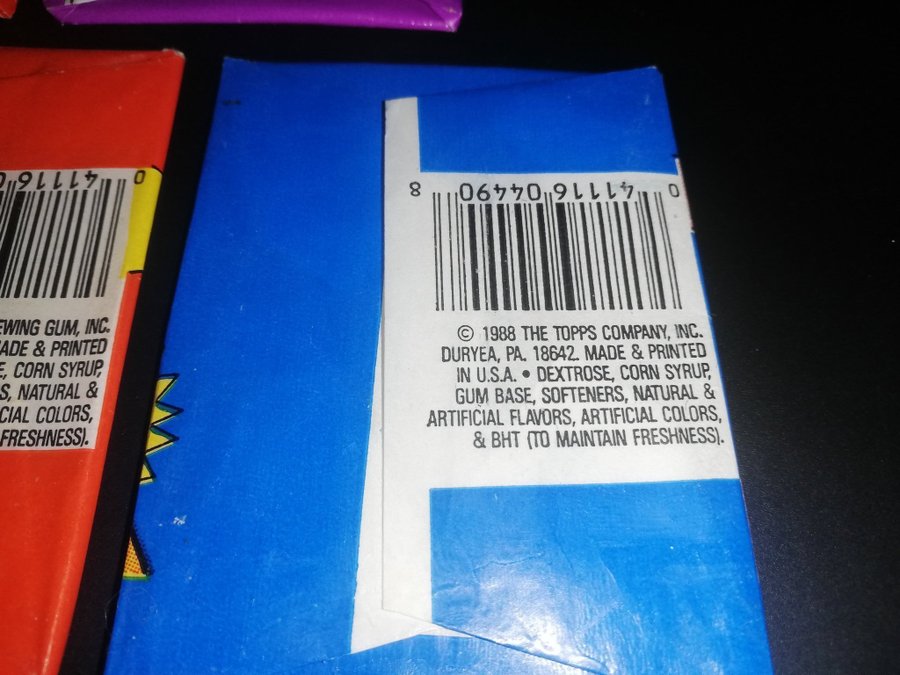 0 41116 0
EWING GUM, INC.
ADE & PRINTED
E, CORN SYRUP,
S, NATURAL &
CIAL COLORS,
FRESHNESS).
0 41116 04490 8
© 1988 THE TOPPS COMPANY, INC.
DURYEA, PA. 18642. MADE & PRINTED
IN U.S.A. • DEXTROSE, CORN SYRUP,
GUM BASE, SOFTENERS, NATURAL &
ARTIFICIAL FLAVORS, ARTIFICIAL COLORS,
& BHT (TO MAINTAIN FRESHNESS).